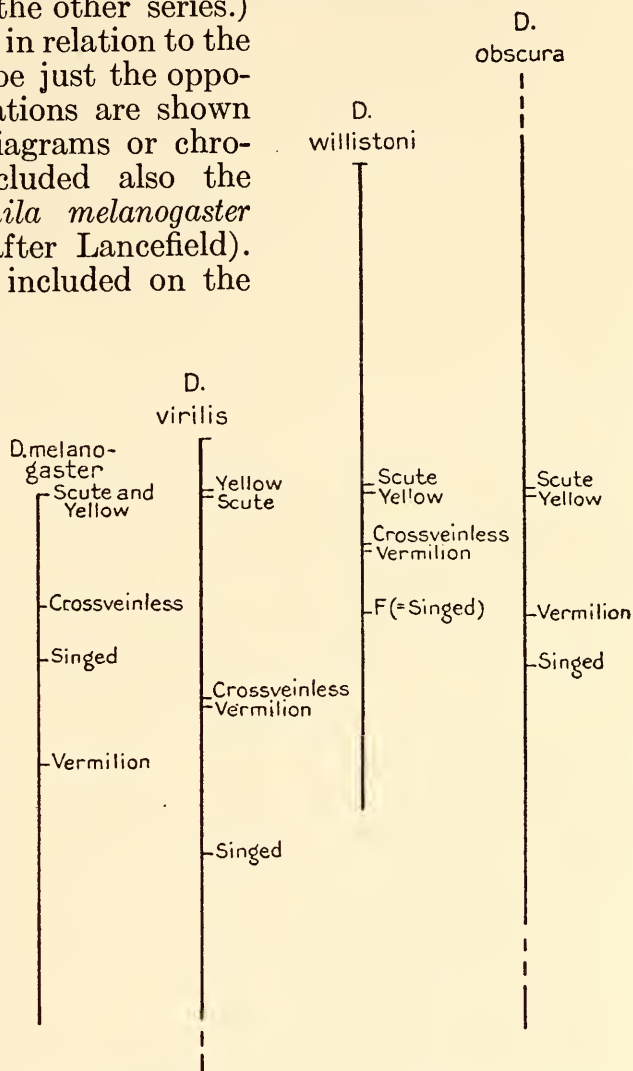 the other series.)
in relation to the
be just the oppo-
ations are shown
iagrams or chro-
cluded also the
ila melanogaster
after Lancefield).
included on the
D.
obscura
Scute
Yellow
Vermilion
Singed
D.
willistoni
Scute
Yellow
Crossveinless
Vermilion
F(=Singed)
D.
virilis
Yellow
Scute
Crossveinless
Vermilion
Singed
D.melano-
gaster
Scute and
Yellow
Crossveinless
Singed
Vermilion